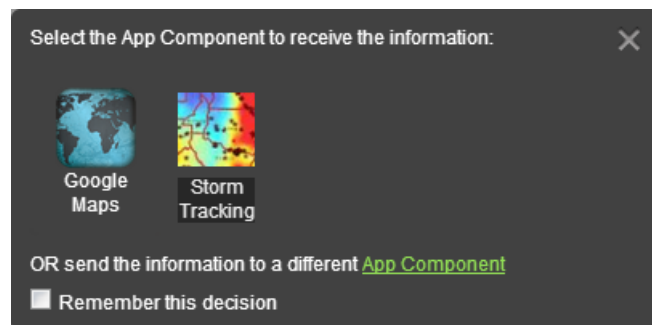 Select the App Component to receive the information:
Google
Maps
Storm
Tracking
OR send the information to a different App Component
Remember this decision